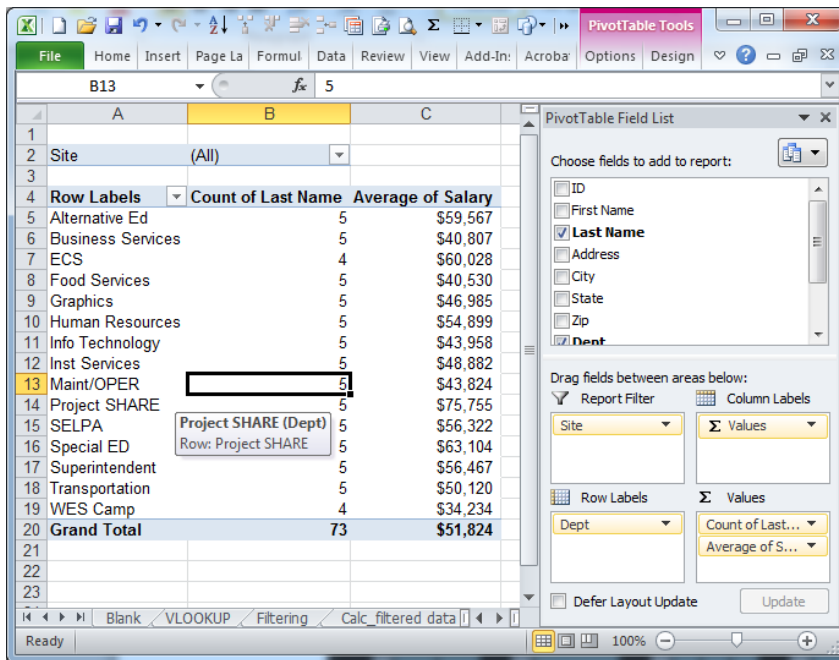 PivotTable Tools
File Home Insert Page La Formul Data Review View Add-In: Acroba Options Design
B13 fx 5
A B C
1
2 Site (All)
3
4 Row Labels Count of Last Name Average of Salary
5 Alternative Ed 5 $59,567
6 Business Services 5 $40,807
7 ECS 4 $60,028
8 Food Services 5 $40,530
9 Graphics 5 $46,985
10 Human Resources 5 $54,899
11 Info Technology 5 $43,958
12 Inst Services 5 $48,882
13 Maint/OPER 5 $43,824
14 Project SHARE 5 $75,755
15 SELPA 5 $56,322
16 Special ED 5 $63,104
17 Superintendent 5 $56,467
18 Transportation 5 $50,120
19 WES Camp 4 $34,234
20 Grand Total 73 $51,824
21
22
23
Project SHARE (Dept)
Row: Project SHARE
Blank VLOOKUP Filtering Calc_filtered data
Ready 100%
PivotTable Field List
Choose fields to add to report:
ID
First Name
Last Name
Address
City
State
Zip
Dept
Drag fields between areas below:
Report Filter Column Labels
Site Σ Values
Row Labels Σ Values
Dept Count of Last...
Average of S...
Defer Layout Update Update